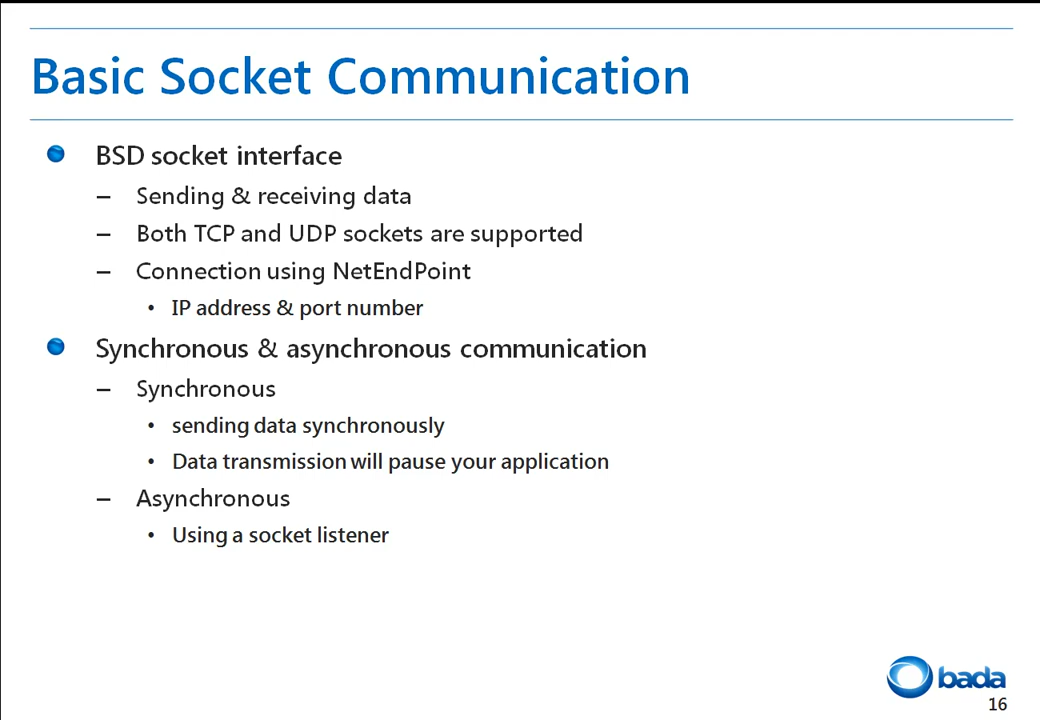 Basic Socket Communication
BSD socket interface
– Sending & receiving data
– Both TCP and UDP sockets are supported
– Connection using NetEndPoint
• IP address & port number
Synchronous & asynchronous communication
– Synchronous
• sending data synchronously
• Data transmission will pause your application
– Asynchronous
• Using a socket listener
bada
16